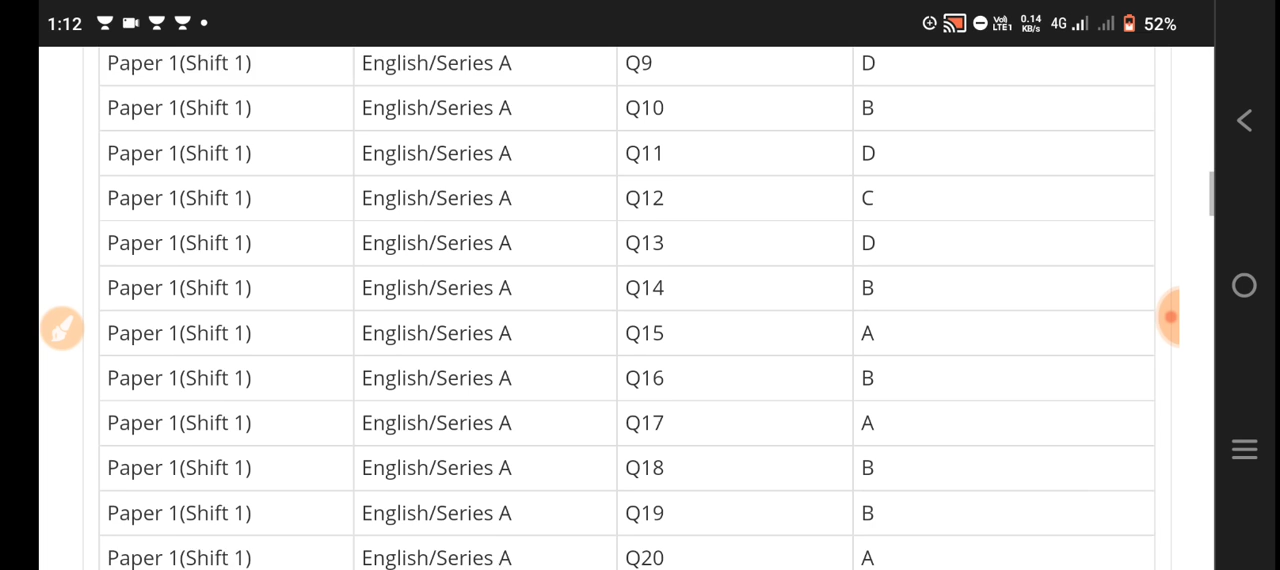 1:12 Vo) LTE1 0.14 KB/s 4G 52%
Paper 1(Shift 1) English/Series A Q9 D
Paper 1(Shift 1) English/Series A Q10 B
Paper 1(Shift 1) English/Series A Q11 D
Paper 1(Shift 1) English/Series A Q12 C
Paper 1(Shift 1) English/Series A Q13 D
Paper 1(Shift 1) English/Series A Q14 B
Paper 1(Shift 1) English/Series A Q15 A
Paper 1(Shift 1) English/Series A Q16 B
Paper 1(Shift 1) English/Series A Q17 A
Paper 1(Shift 1) English/Series A Q18 B
Paper 1(Shift 1) English/Series A Q19 B
Paper 1(Shift 1) English/Series A Q20 A